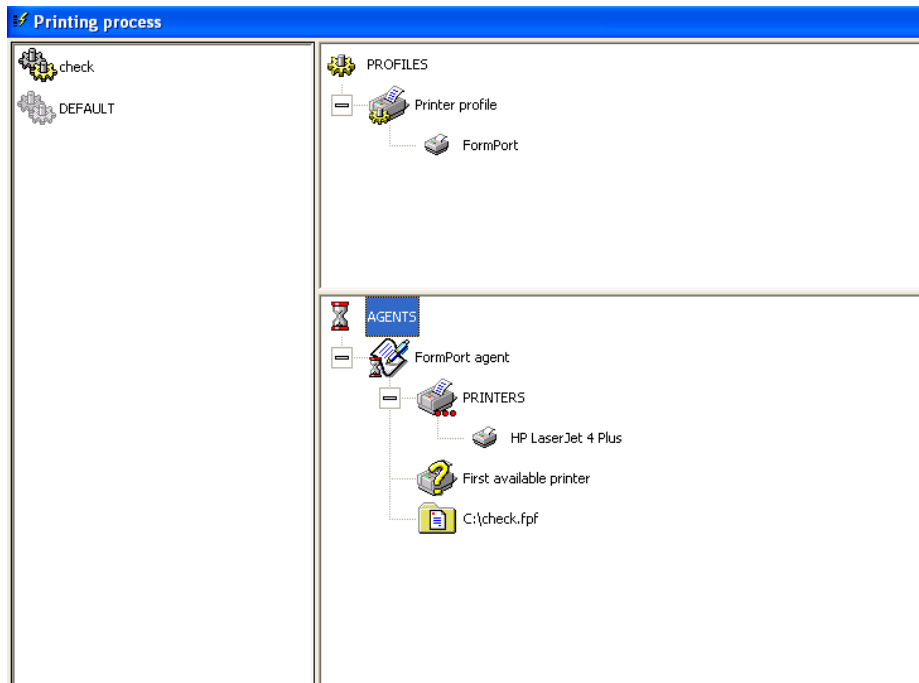 Printing process
check
DEFAULT
PROFILES
Printer profile
FormPort
AGENTS
FormPort agent
PRINTERS
HP LaserJet 4 Plus
First available printer
C:\check.fpf